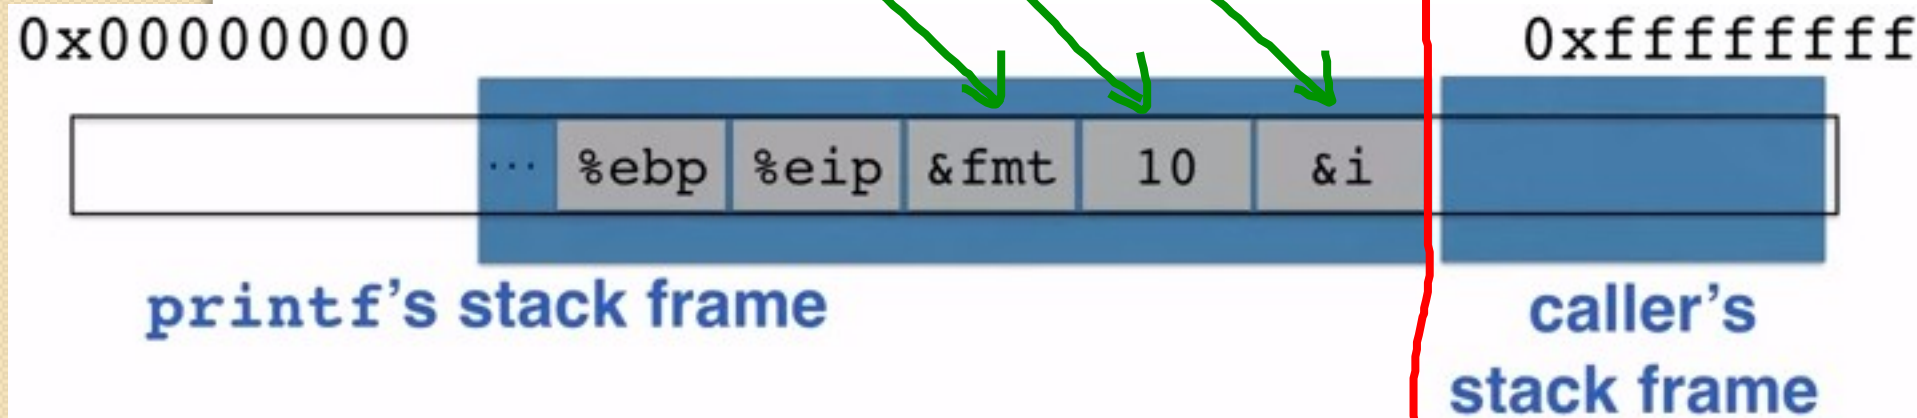 0x00000000 0xffffffff
... %ebp %eip &fmt 10 &i
printf's stack frame
caller's
stack frame